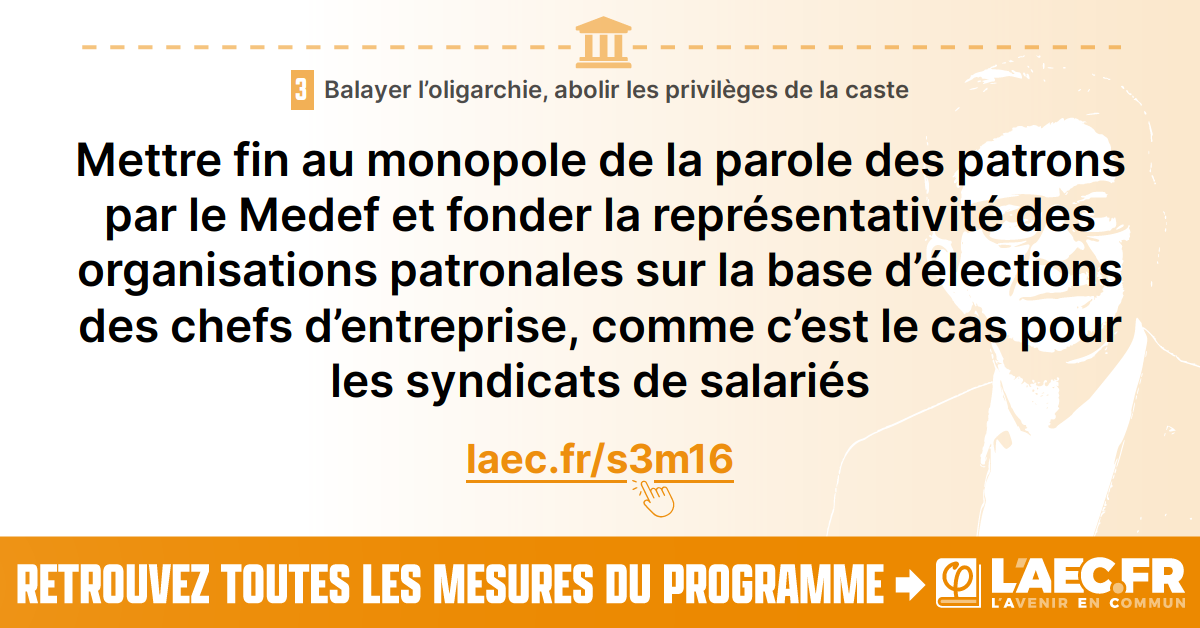 3 Balayer l’oligarchie, abolir les privilèges de la caste
Mettre fin au monopole de la parole des patrons
par le Medef et fonder la représentativité des
organisations patronales sur la base d’élections
des chefs d’entreprise, comme c’est le cas pour
les syndicats de salariés
laec.fr/s3m16
RETROUVEZ TOUTES LES MESURES DU PROGRAMME
φ L’AEC.FR
L’AVENIR EN COMMUN